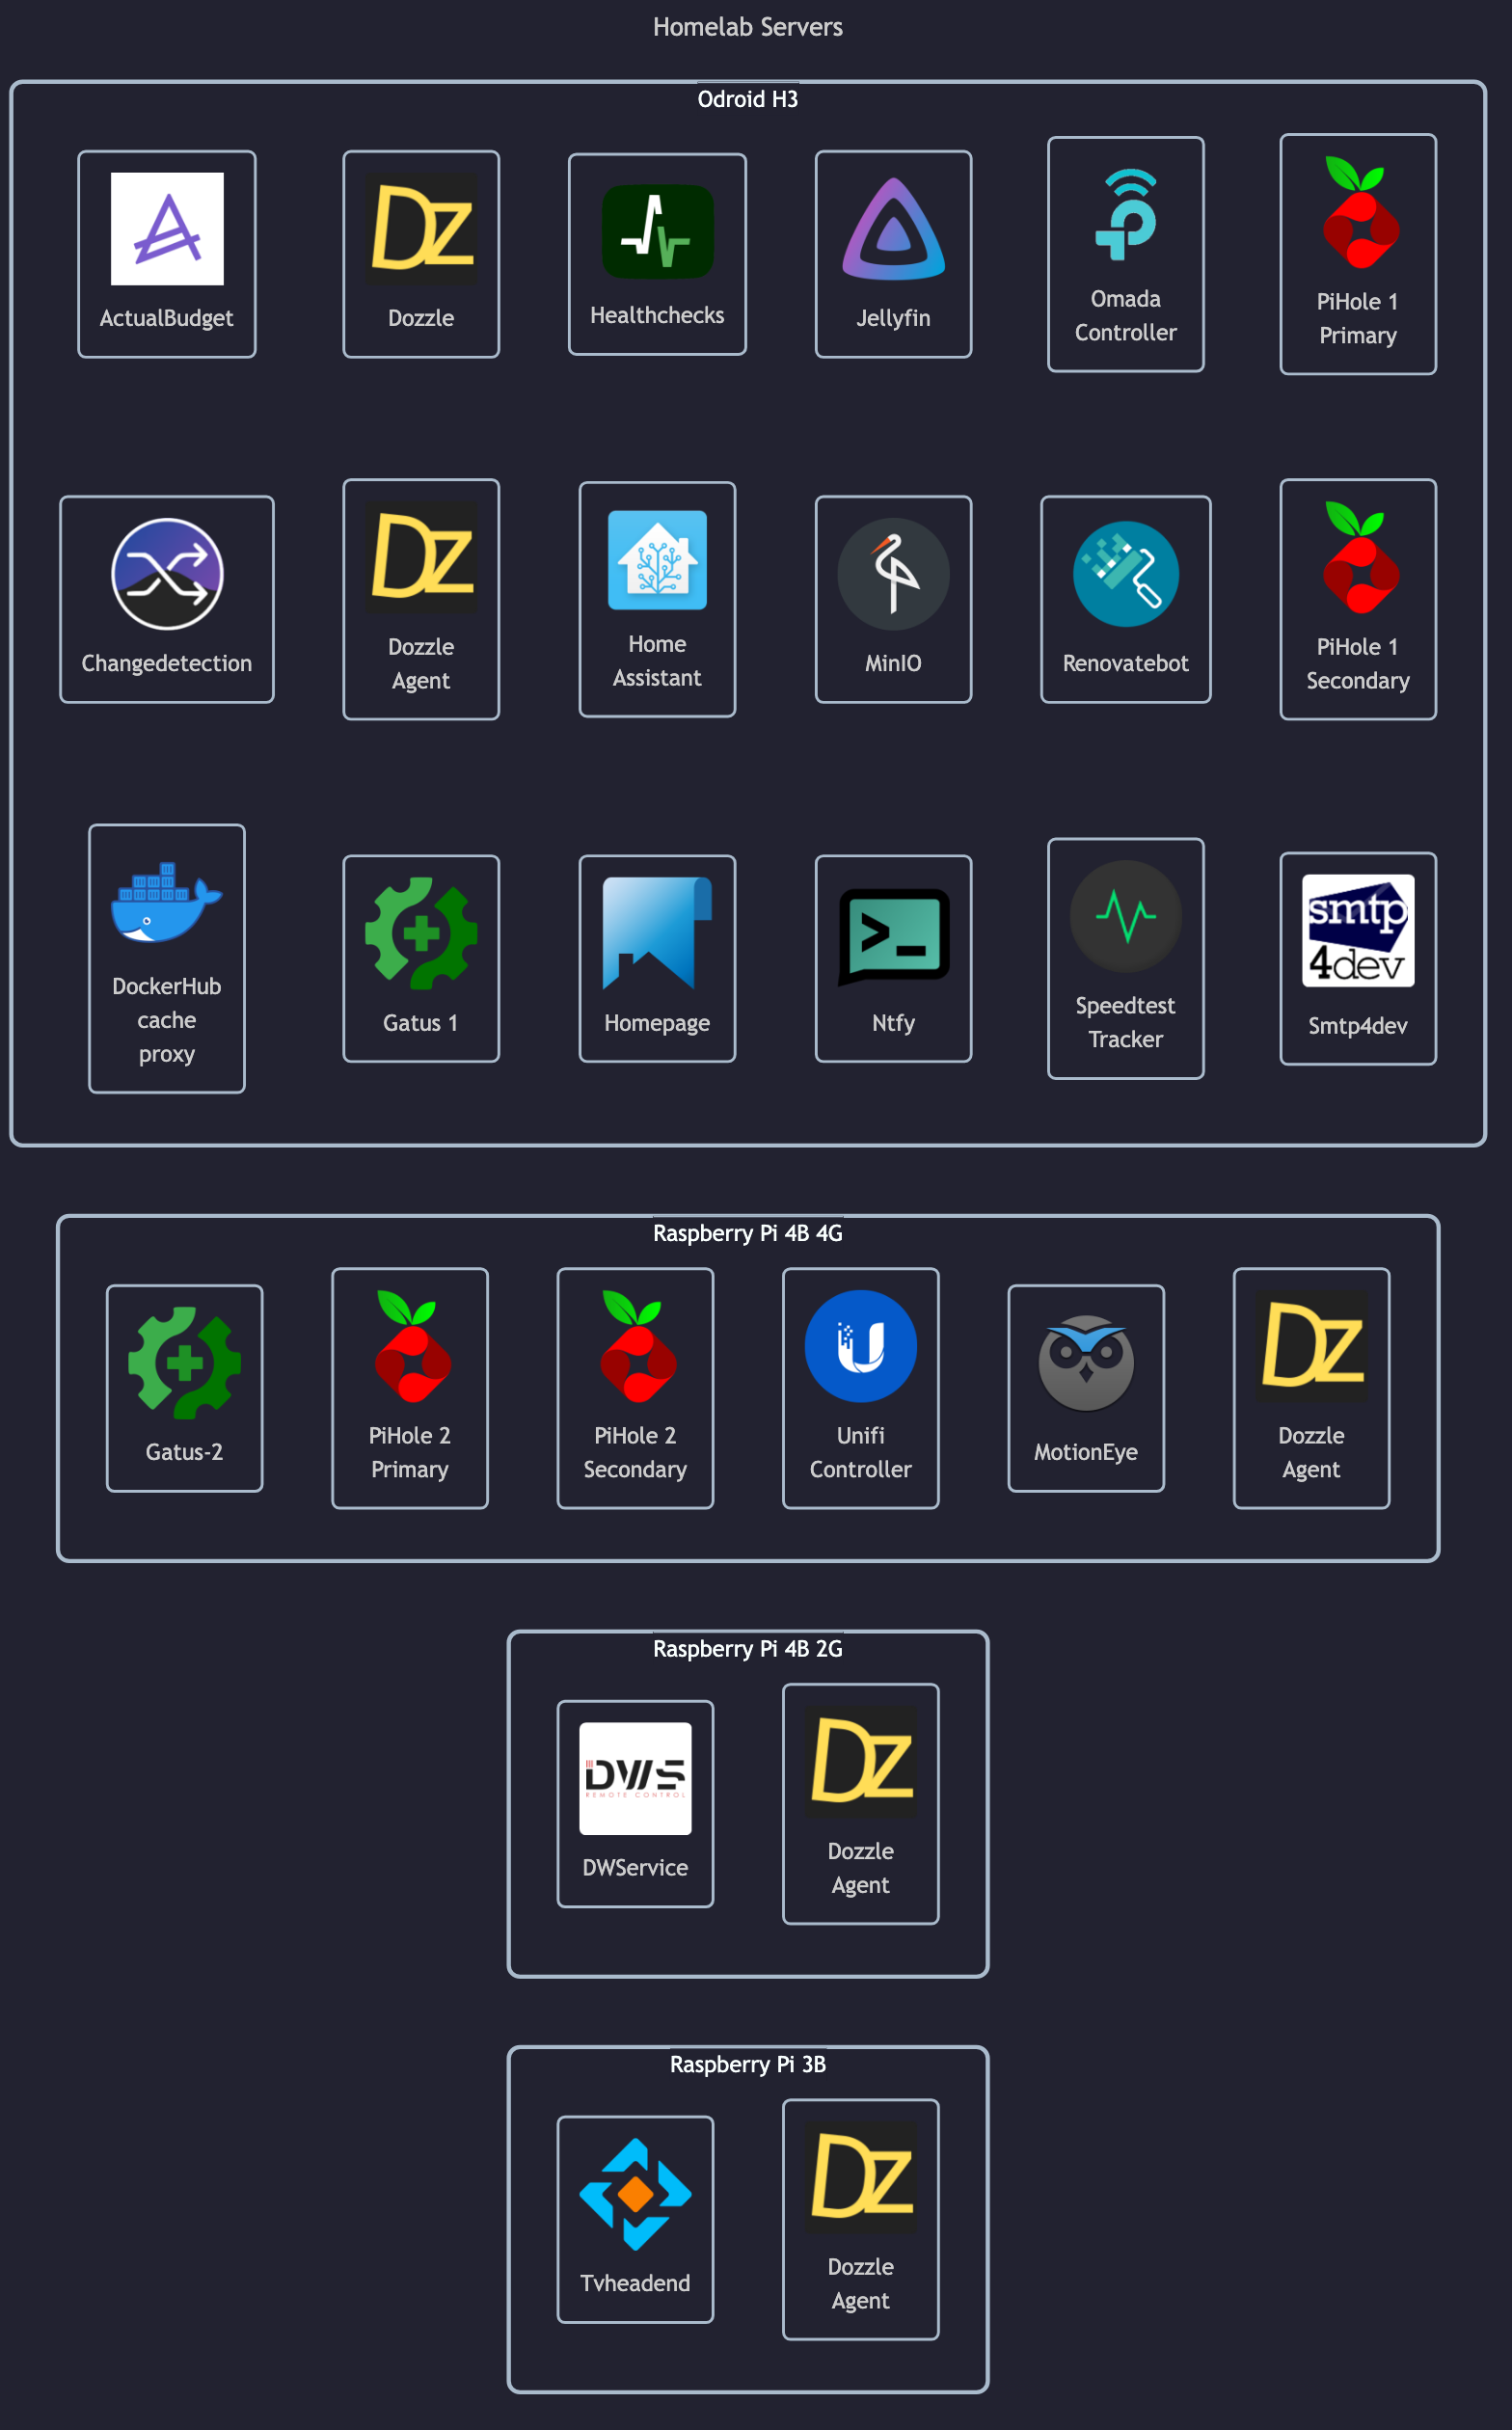 Homelab Servers
Odroid H3
ActualBudget
DZ
Dozzle
Healthchecks
Jellyfin
Omada
Controller
PiHole 1
Primary
Changedetection
DZ
Dozzle
Agent
Home
Assistant
MinIO
Renovatebot
PiHole 1
Secondary
DockerHub
cache
proxy
Gatus 1
Homepage
>_
Ntfy
Speedtest
Tracker
smtp
4dev
Smtp4dev
Raspberry Pi 4B 4G
Gatus-2
PiHole 2
Primary
PiHole 2
Secondary
U
Unifi
Controller
MotionEye
DZ
Dozzle
Agent
Raspberry Pi 4B 2G
DWS
REMOTE CONTROL
DWService
DZ
Dozzle
Agent
Raspberry Pi 3B
Tvheadend
DZ
Dozzle
Agent